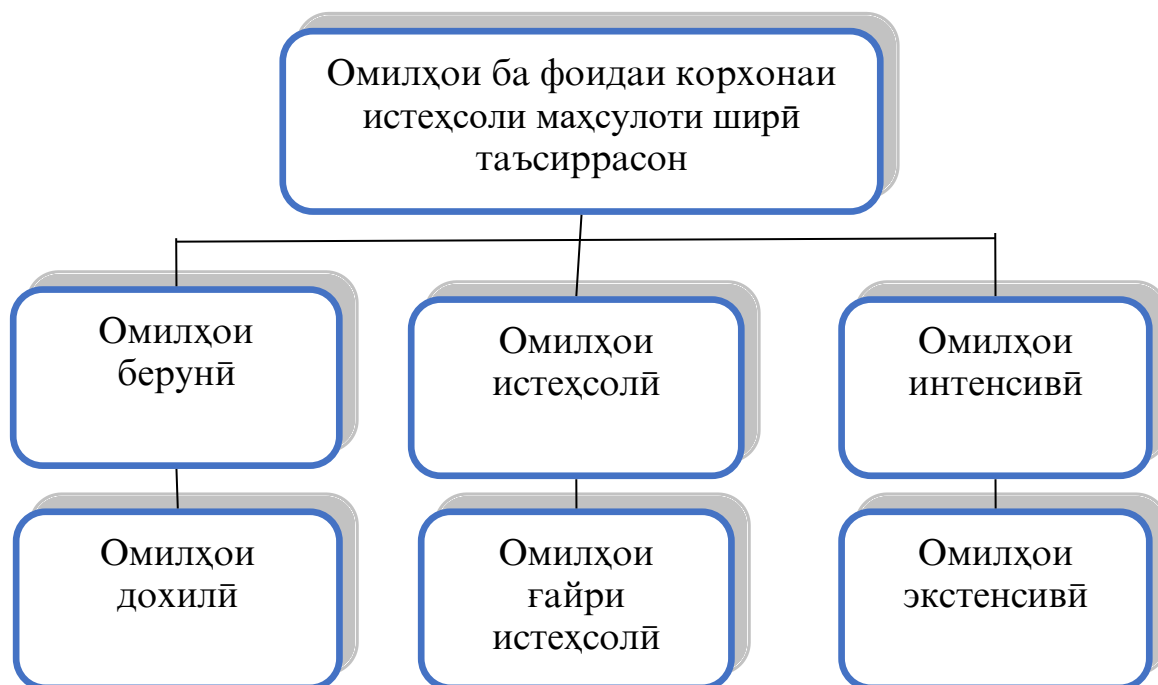 Омилҳои ба фоидаи корхонаи
истеҳсоли маҳсулоти ширӣ
таъсиррасон
Омилҳои
берунӣ
Омилҳои
истеҳсолӣ
Омилҳои
интенсивӣ
Омилҳои
дохилӣ
Омилҳои
ғайри
истеҳсолӣ
Омилҳои
экстенсивӣ